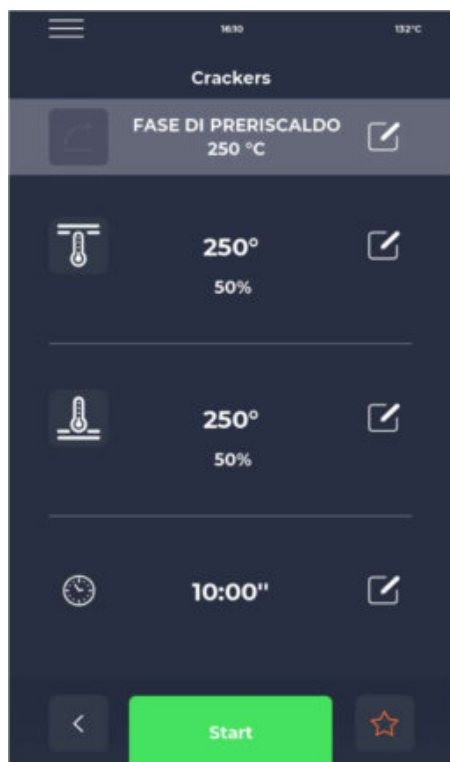 16:10
132°C
Crackers
FASE DI PRERISCALDO
250 °C
250°
50%
250°
50%
10:00"
Start